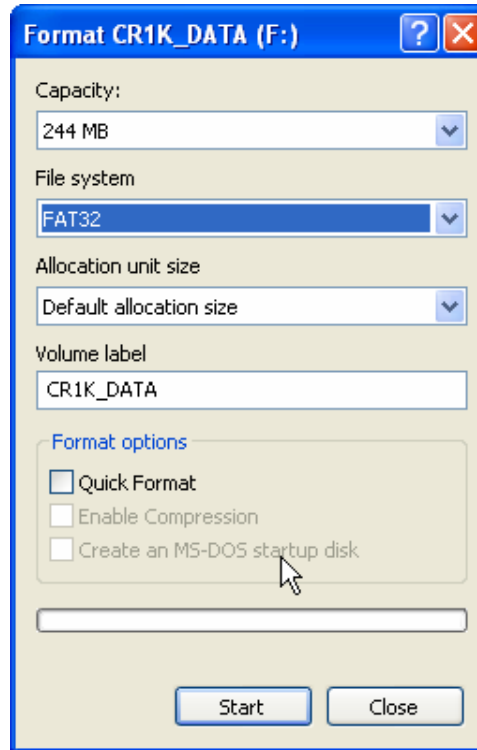 Format CR1K_DATA (F:)
Capacity:
244 MB
File system
FAT32
Allocation unit size
Default allocation size
Volume label
CR1K_DATA
Format options
Quick Format
Enable Compression
Create an MS-DOS startup disk
Start
Close